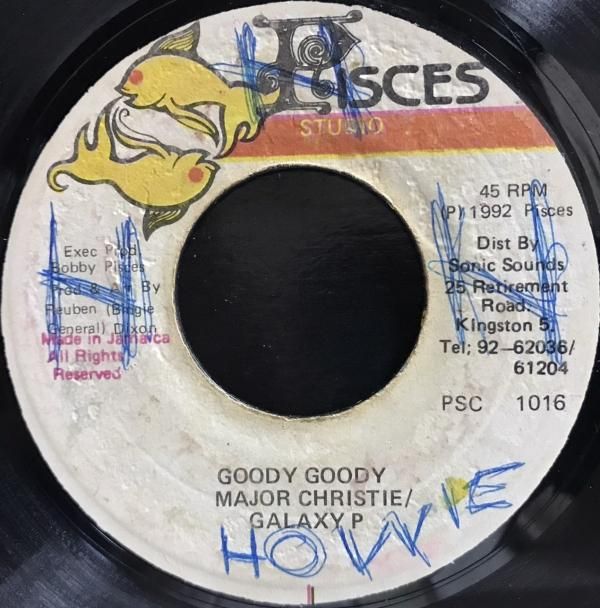 PISCES
STUDIO
45 RPM
(P) 1992 Pisces
Dist By
Sonic Sounds
25 Retirement
Road.
Kingston 5,
Tel; 92-62036/
61204
PSC 1016
Exec Prod
Bobby Pisces
Prod & Arr By
Reuben (Bingie
General) Dixon
Made in Jamaica
All Rights
Reserved
H
GOODY GOODY
MAJOR CHRISTIE/
GALAXY P
HOWIE